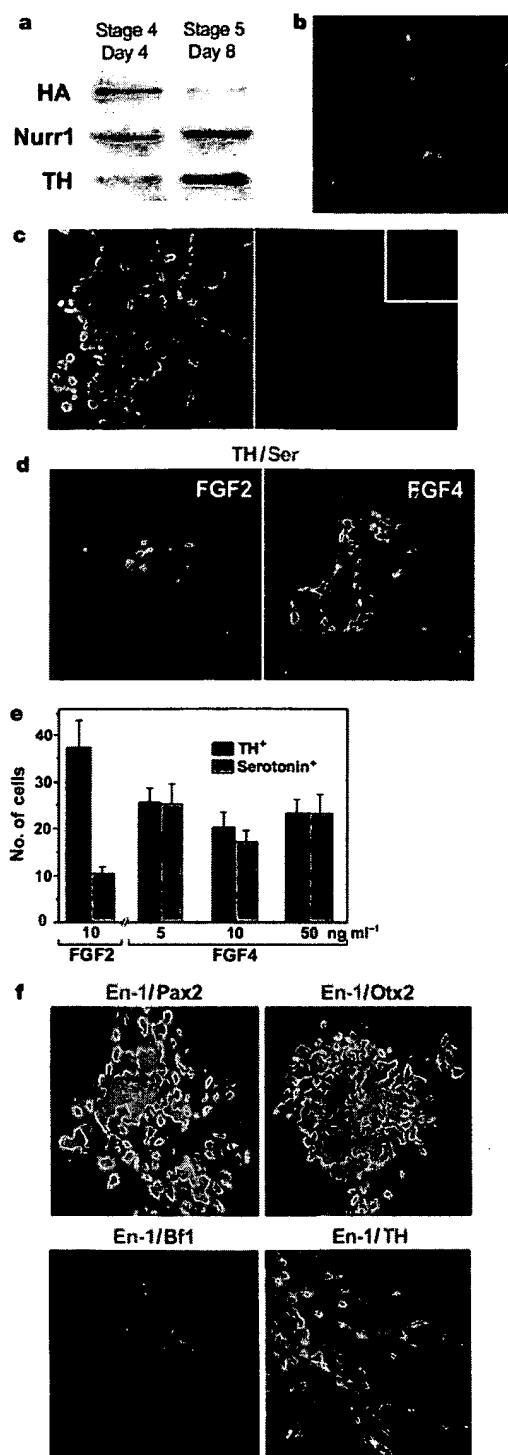 a
Stage 4 Stage 5
Day 4 Day 8
HA
Nurr1
TH
b
c
d
TH/Ser
FGF2
FGF4
e
No. of cells
40
30
20
10
0
TH⁺
Serotonin⁺
10 5 10 50 ng ml⁻¹
FGF2 FGF4
f
En-1/Pax2 En-1/Otx2
En-1/Bf1 En-1/TH